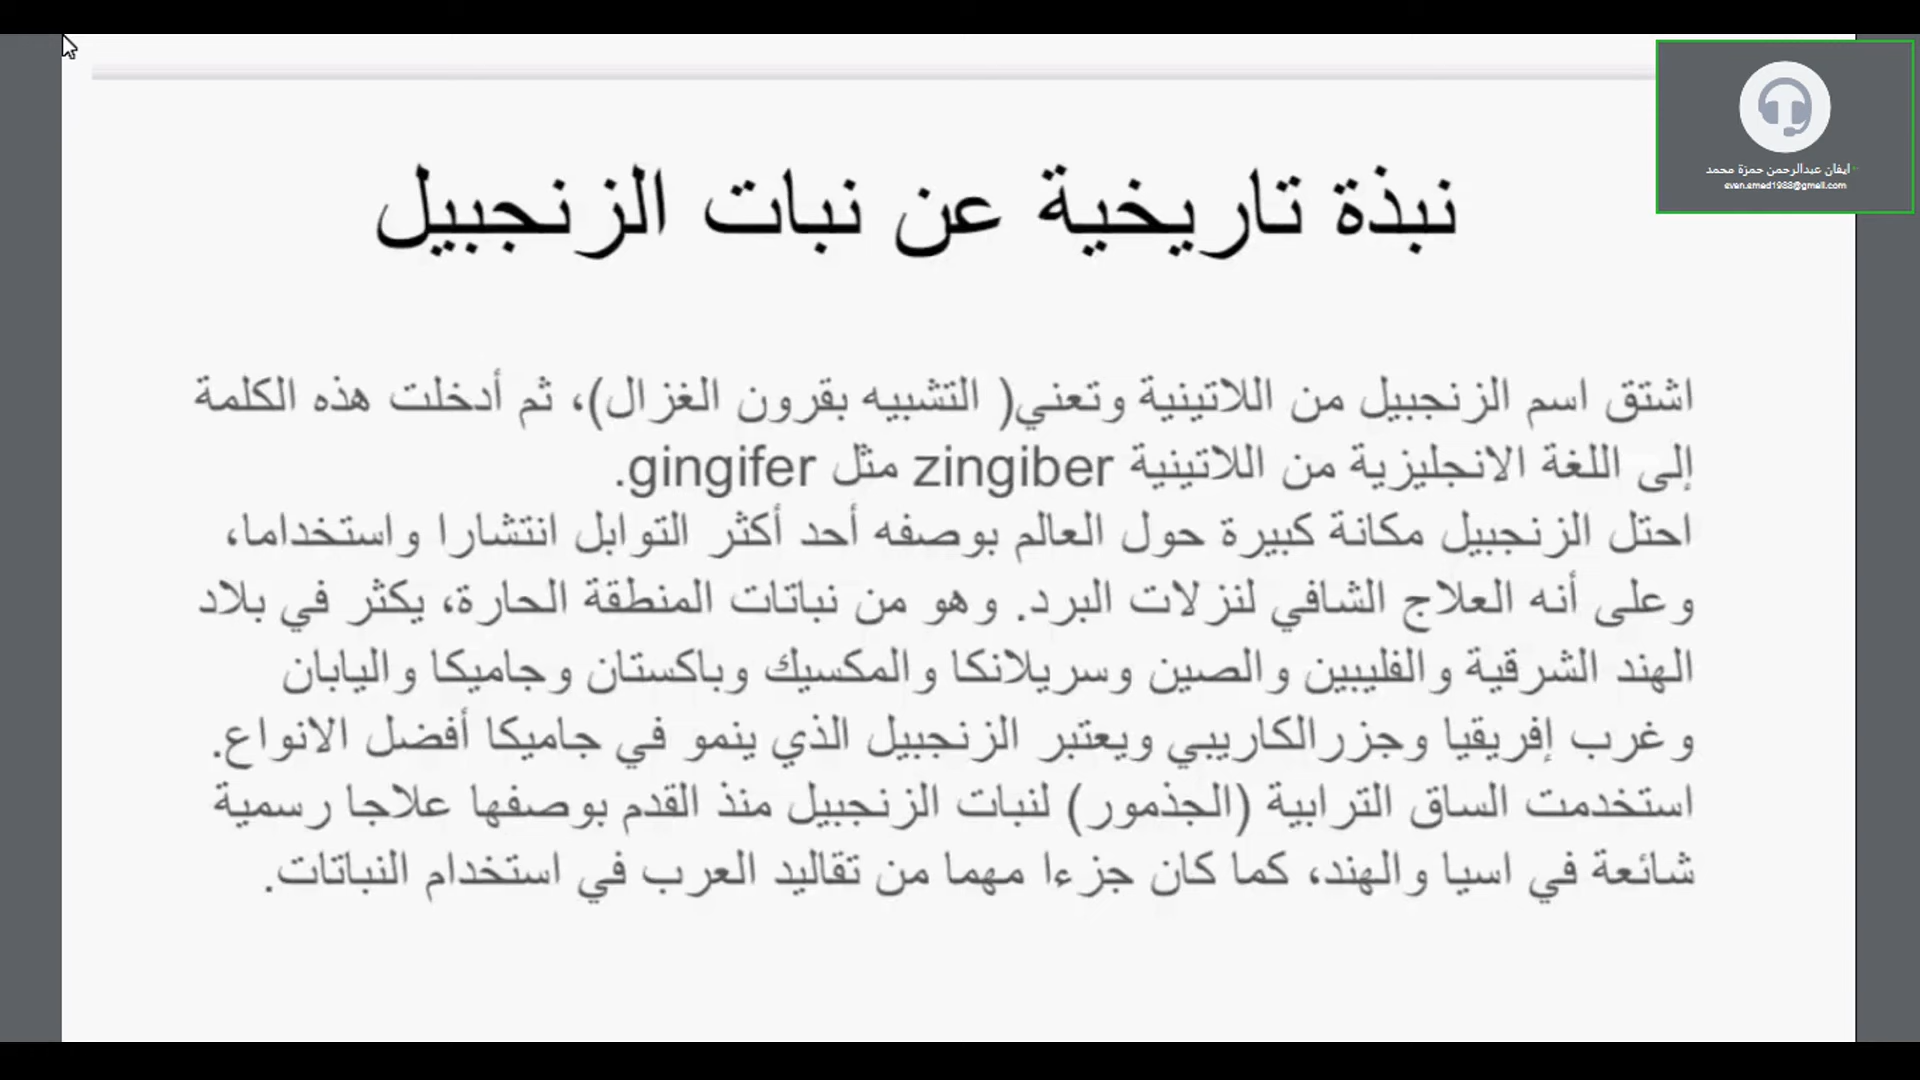 نبذة تاريخية عن نبات الزنجبيل
اشتق اسم الزنجبيل من اللاتينية وتعني( التشبيه بقرون الغزال)، ثم أدخلت هذه الكلمة
إلى اللغة الانجليزية من اللاتينية zingiber مثل gingifer.
احتل الزنجبيل مكانة كبيرة حول العالم بوصفه أحد أكثر التوابل انتشارا واستخداما،
وعلى أنه العلاج الشافي لنزلات البرد. وهو من نباتات المنطقة الحارة، يكثر في بلاد
الهند الشرقية والفليبين والصين وسريلانكا والمكسيك وباكستان وجاميكا واليابان
وغرب إفريقيا وجزرالكاريبي ويعتبر الزنجبيل الذي ينمو في جاميكا أفضل الانواع.
استخدمت الساق الترابية (الجذمور) لنبات الزنجبيل منذ القدم بوصفها علاجا رسمية
شائعة في اسيا والهند، كما كان جزءا مهما من تقاليد العرب في استخدام النباتات.
ايفان عبدالرحمن حمزة محمد
even.emed1988@gmail.com